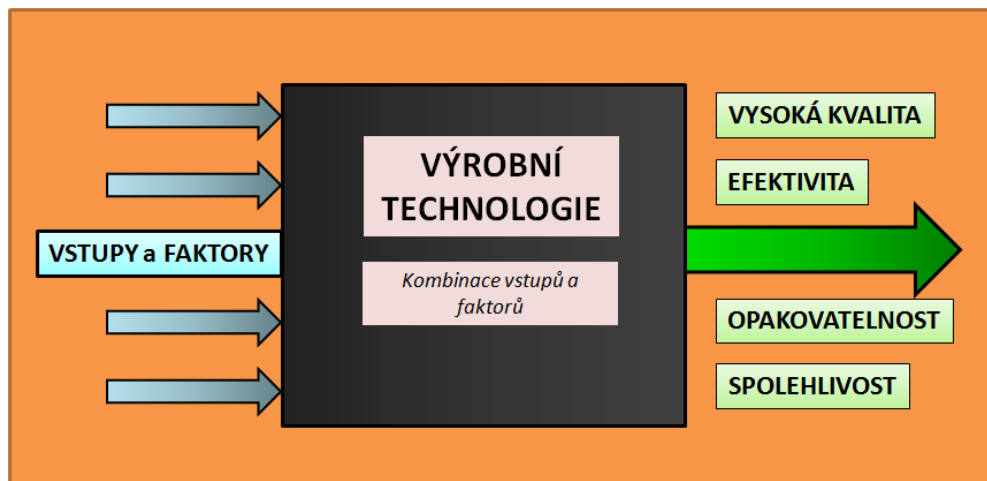 VSTUPY a FAKTORY
VÝROBNÍ
TECHNOLOGIE
Kombinace vstupů a
faktorů
VYSOKÁ KVALITA
EFEKTIVITA
OPAKOVATELNOST
SPOLEHLIVOST